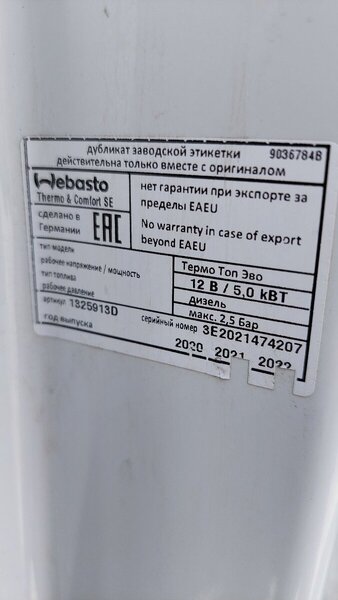 дубликат заводской этикетки 9036784B
действительна только вместе с оригиналом
Webasto
Thermo & Comfort SE
сделано в
Германии
EAC
нет гарантии при экспорте за
пределы EAEU
No warranty in case of export
beyond EAEU
тип модели Термо Топ Эво
рабочее напряжение / мощность 12 В / 5,0 кВт
тип топлива дизель
макс. 2,5 Бар
артикул 1325913D серийный номер 3E2021474207
год выпуска 2020 2021 2022